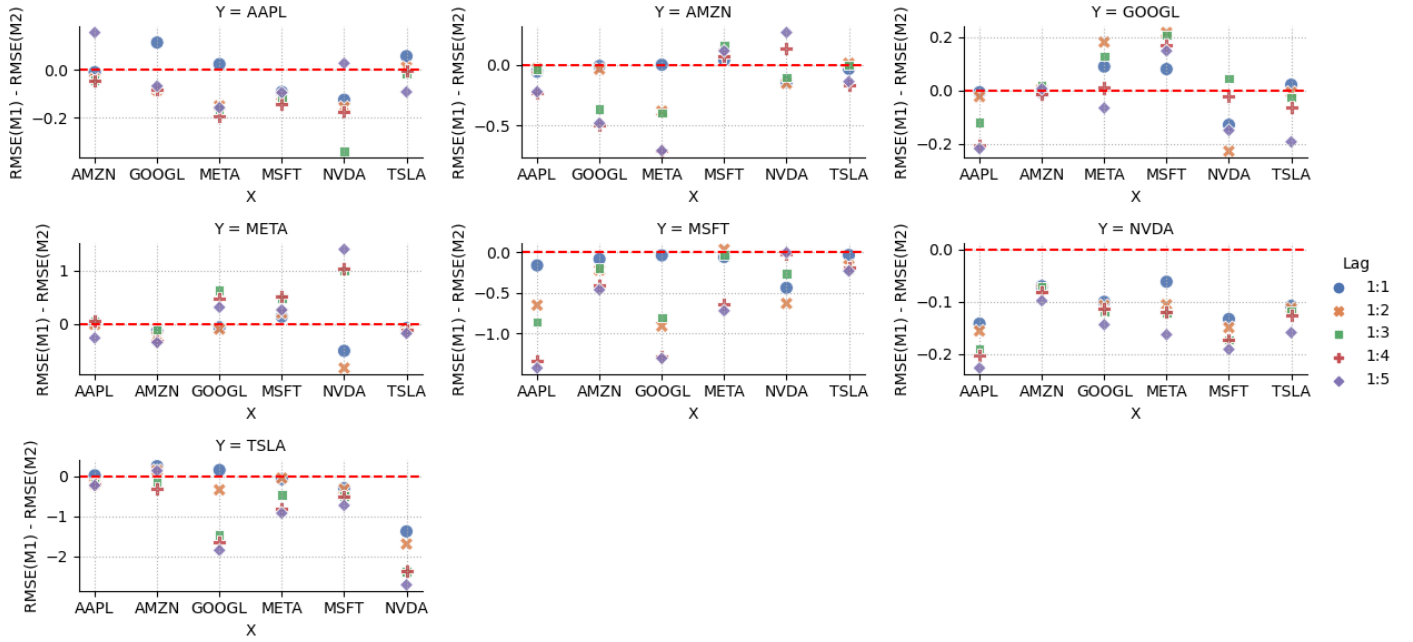 Y = AAPL
RMSE(M1) - RMSE(M2)
0.0
−0.2
AMZN GOOGL META MSFT NVDA TSLA
X
Y = AMZN
RMSE(M1) - RMSE(M2)
0.0
−0.5
AAPL GOOGL META MSFT NVDA TSLA
X
Y = GOOGL
RMSE(M1) - RMSE(M2)
0.2
0.0
−0.2
AAPL AMZN META MSFT NVDA TSLA
X
Y = META
RMSE(M1) - RMSE(M2)
1
0
AAPL AMZN GOOGL MSFT NVDA TSLA
X
Y = MSFT
RMSE(M1) - RMSE(M2)
0.0
−0.5
−1.0
AAPL AMZN GOOGL META NVDA TSLA
X
Y = NVDA
RMSE(M1) - RMSE(M2)
0.0
−0.1
−0.2
AAPL AMZN GOOGL META MSFT TSLA
X
Lag
1:1
1:2
1:3
1:4
1:5
Y = TSLA
RMSE(M1) - RMSE(M2)
0
−1
−2
AAPL AMZN GOOGL META MSFT NVDA
X